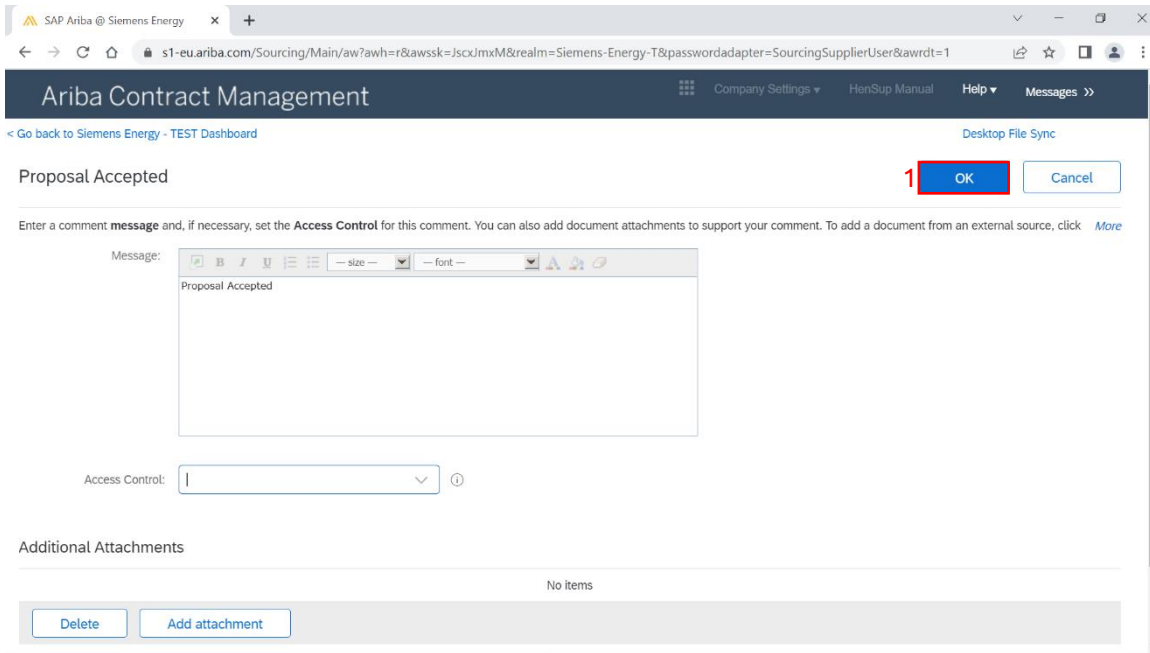 SAP Ariba @ Siemens Energy
s1-eu.ariba.com/Sourcing/Main/aw?awh=r&awssk=JscxJmxM&realm=Siemens-Energy-T&passwordadapter=SourcingSupplierUser&awrdt=1
Ariba Contract Management Company Settings HenSup Manual Help Messages >>
< Go back to Siemens Energy - TEST Dashboard Desktop File Sync
Proposal Accepted 1 OK Cancel
Enter a comment message and, if necessary, set the Access Control for this comment. You can also add document attachments to support your comment. To add a document from an external source, click More
Message: B I U — size — — font — A
Proposal Accepted
Access Control:
Additional Attachments
No items
Delete Add attachment